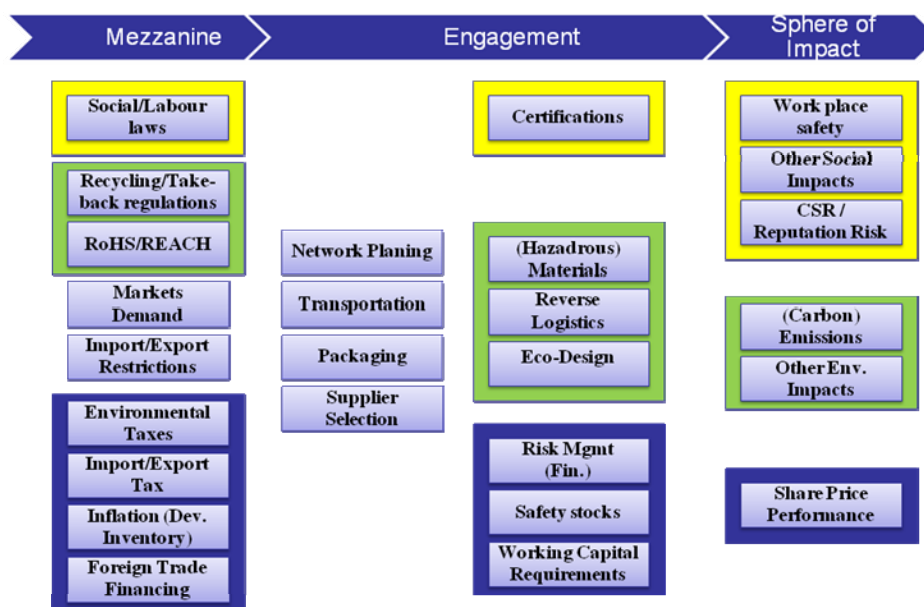 Mezzanine
Engagement
Sphere of
Impact
Social/Labour
laws
Recycling/Take-
back regulations
RoHS/REACH
Markets
Demand
Import/Export
Restrictions
Environmental
Taxes
Import/Export
Tax
Inflation (Dev.
Inventory)
Foreign Trade
Financing
Network Planing
Transportation
Packaging
Supplier
Selection
Certifications
(Hazadrous)
Materials
Reverse
Logistics
Eco-Design
Risk Mgmt
(Fin.)
Safety stocks
Working Capital
Requirements
Work place
safety
Other Social
Impacts
CSR /
Reputation Risk
(Carbon)
Emissions
Other Env.
Impacts
Share Price
Performance